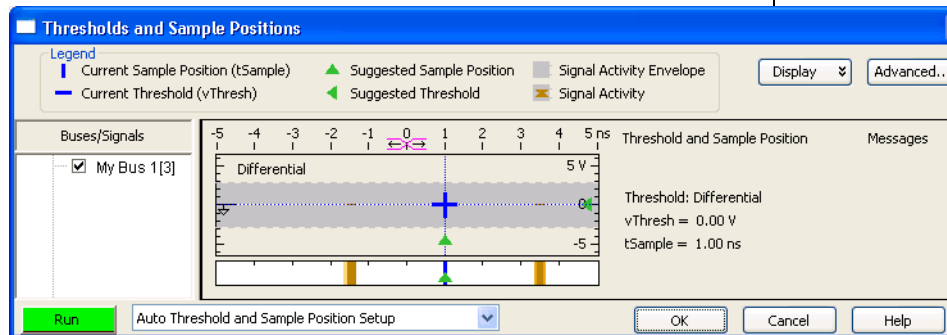 Thresholds and Sample Positions
Legend
Current Sample Position (tSample)
Suggested Sample Position
Signal Activity Envelope
Current Threshold (vThresh)
Suggested Threshold
Signal Activity
Display
Advanced..
Buses/Signals
-5 -4 -3 -2 -1 0 1 2 3 4 5 ns
Threshold and Sample Position
Messages
My Bus 1[3]
Differential
5 V
0
-5
Threshold: Differential
vThresh = 0.00 V
tSample = 1.00 ns
Run
Auto Threshold and Sample Position Setup
OK
Cancel
Help